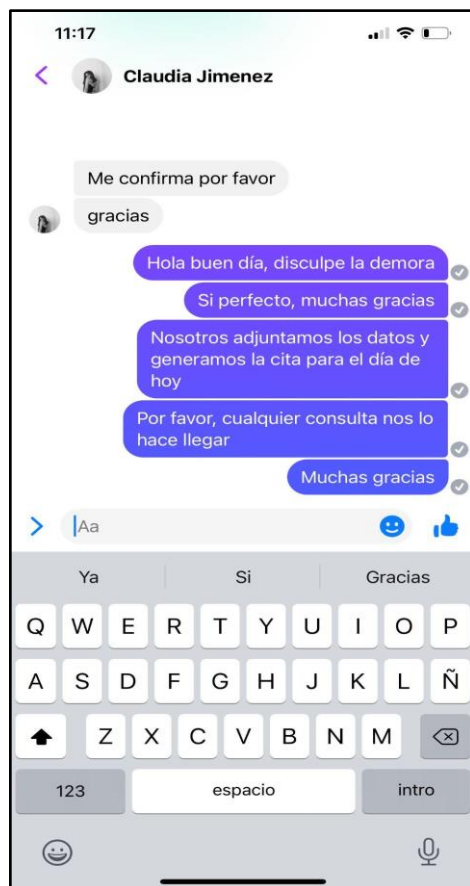 11:17
Claudia Jimenez
Me confirma por favor
gracias
Hola buen día, disculpe la demora
Si perfecto, muchas gracias
Nosotros adjuntamos los datos y
generamos la cita para el día de
hoy
Por favor, cualquier consulta nos lo
hace llegar
Muchas gracias
Aa
Ya Si Gracias
Q W E R T Y U I O P
A S D F G H J K L Ñ
Z X C V B N M
123 espacio intro